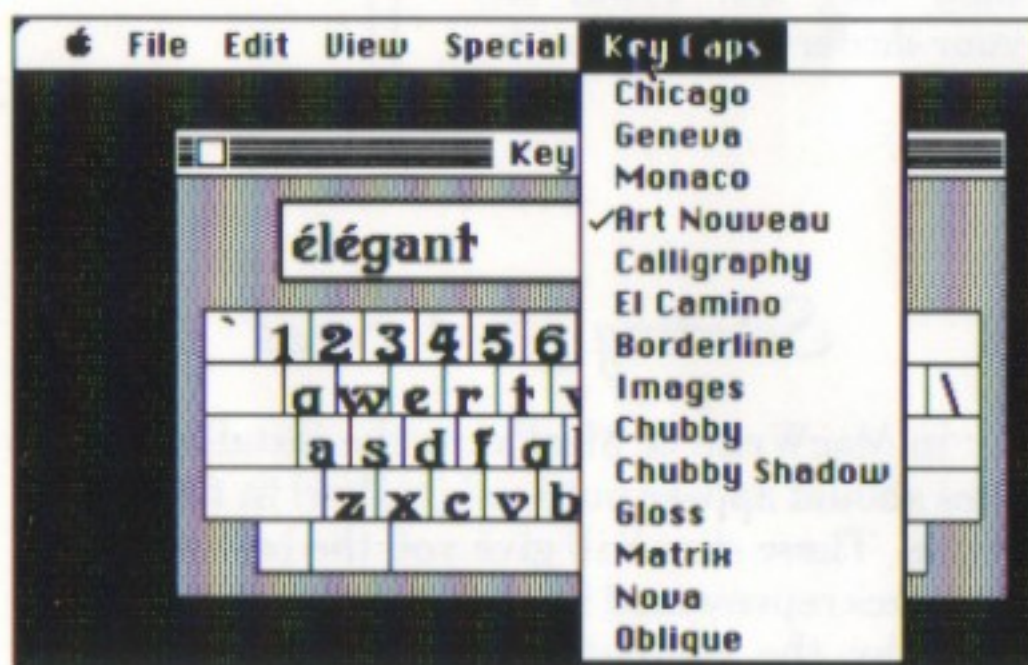 File Edit View Special Key Caps
Chicago
Geneva
Monaco
✓Art Nouveau
Calligraphy
El Camino
Borderline
Images
Chubby
Chubby Shadow
Gloss
Matrix
Nova
Oblique
Key
élégant
` 1 2 3 4 5 6
q w e r t \
a s d f g
z x c v b